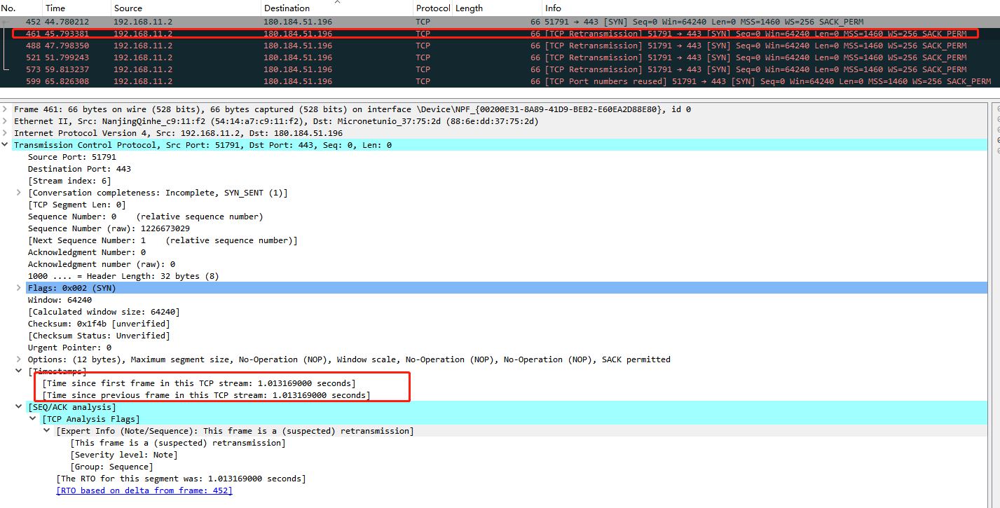 No. Time Source Destination Protocol Length Info
452 44.780212 192.168.11.2 180.184.51.196 TCP 66 51791 → 443 [SYN] Seq=0 Win=64240 Len=0 MSS=1460 WS=256 SACK_PERM
461 45.793381 192.168.11.2 180.184.51.196 TCP 66 [TCP Retransmission] 51791 → 443 [SYN] Seq=0 Win=64240 Len=0 MSS=1460 WS=256 SACK_PERM
488 47.798350 192.168.11.2 180.184.51.196 TCP 66 [TCP Retransmission] 51791 → 443 [SYN] Seq=0 Win=64240 Len=0 MSS=1460 WS=256 SACK_PERM
521 51.799243 192.168.11.2 180.184.51.196 TCP 66 [TCP Retransmission] 51791 → 443 [SYN] Seq=0 Win=64240 Len=0 MSS=1460 WS=256 SACK_PERM
573 59.813237 192.168.11.2 180.184.51.196 TCP 66 [TCP Retransmission] 51791 → 443 [SYN] Seq=0 Win=64240 Len=0 MSS=1460 WS=256 SACK_PERM
599 65.826308 192.168.11.2 180.184.51.196 TCP 66 [TCP Port numbers reused] 51791 → 443 [SYN] Seq=0 Win=64240 Len=0 MSS=1460 WS=256 SACK_PERM
Frame 461: 66 bytes on wire (528 bits), 66 bytes captured (528 bits) on interface \Device\NPF_{00200E31-8A89-41D9-BEB2-E60EA2D88E80}, id 0
Ethernet II, Src: NanjingQinhe_c9:11:f2 (54:14:a7:c9:11:f2), Dst: Micronetunio_37:75:2d (88:6e:dd:37:75:2d)
Internet Protocol Version 4, Src: 192.168.11.2, Dst: 180.184.51.196
Transmission Control Protocol, Src Port: 51791, Dst Port: 443, Seq: 0, Len: 0
Source Port: 51791
Destination Port: 443
[Stream index: 6]
[Conversation completeness: Incomplete, SYN_SENT (1)]
[TCP Segment Len: 0]
Sequence Number: 0 (relative sequence number)
Sequence Number (raw): 1226673029
[Next Sequence Number: 1 (relative sequence number)]
Acknowledgment Number: 0
Acknowledgment number (raw): 0
1000 .... = Header Length: 32 bytes (8)
Flags: 0x002 (SYN)
Window: 64240
[Calculated window size: 64240]
Checksum: 0x1f4b [unverified]
[Checksum Status: Unverified]
Urgent Pointer: 0
Options: (12 bytes), Maximum segment size, No-Operation (NOP), Window scale, No-Operation (NOP), No-Operation (NOP), SACK permitted
[Timestamps]
[Time since first frame in this TCP stream: 1.013169000 seconds]
[Time since previous frame in this TCP stream: 1.013169000 seconds]
[SEQ/ACK analysis]
[TCP Analysis Flags]
[Expert Info (Note/Sequence): This frame is a (suspected) retransmission]
[This frame is a (suspected) retransmission]
[Severity level: Note]
[Group: Sequence]
[The RTO for this segment was: 1.013169000 seconds]
[RTO based on delta from frame: 452]